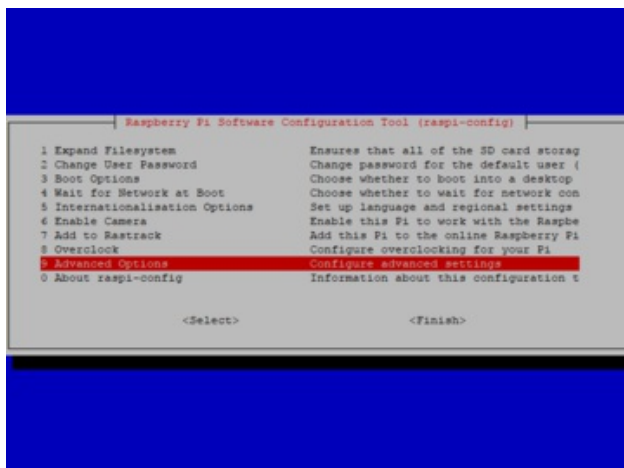 Raspberry Pi Software Configuration Tool (raspi-config)
1 Expand Filesystem Ensures that all of the SD card storag
2 Change User Password Change password for the default user (
3 Boot Options Choose whether to boot into a desktop
4 Wait for Network at Boot Choose whether to wait for network con
5 Internationalisation Options Set up language and regional settings
6 Enable Camera Enable this Pi to work with the Raspbe
7 Add to Rastrack Add this Pi to the online Raspberry Pi
8 Overclock Configure overclocking for your Pi
9 Advanced Options Configure advanced settings
0 About raspi-config Information about this configuration t
<Select> <Finish>